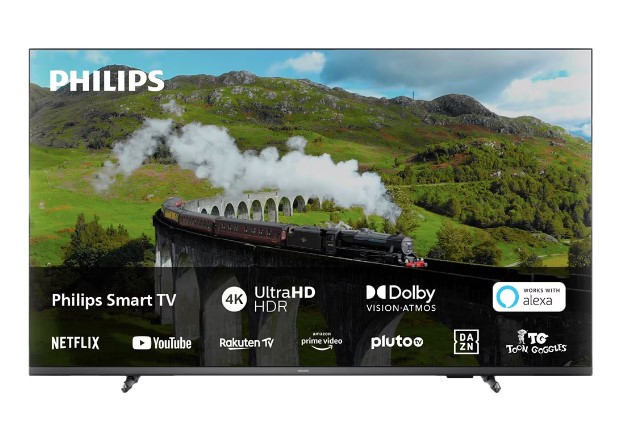 PHILIPS
Philips Smart TV
4K UltraHD
HDR
Dolby
VISION·ATMOS
WORKS WITH
alexa
NETFLIX
YouTube
Rakuten TV
amazon
prime video
pluto tv
DA
ZN
TG
TOON GOGGLES